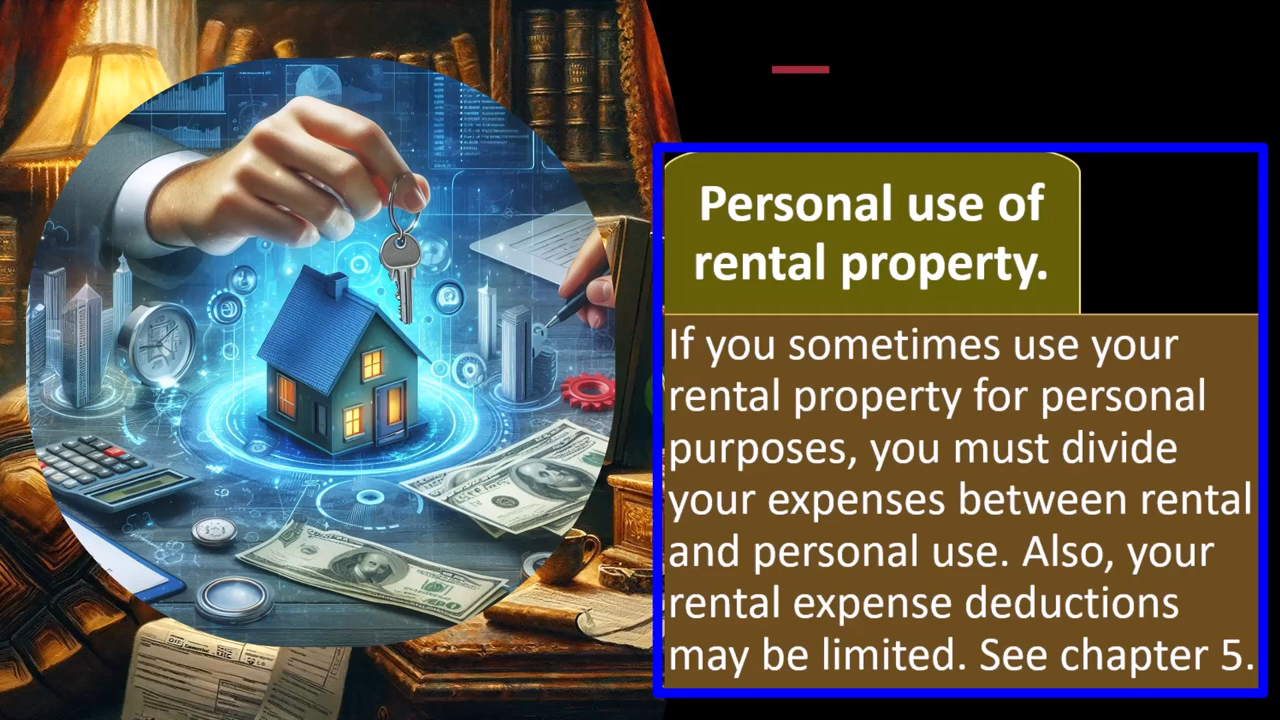 Personal use of
rental property.
If you sometimes use your
rental property for personal
purposes, you must divide
your expenses between rental
and personal use. Also, your
rental expense deductions
may be limited. See chapter 5.